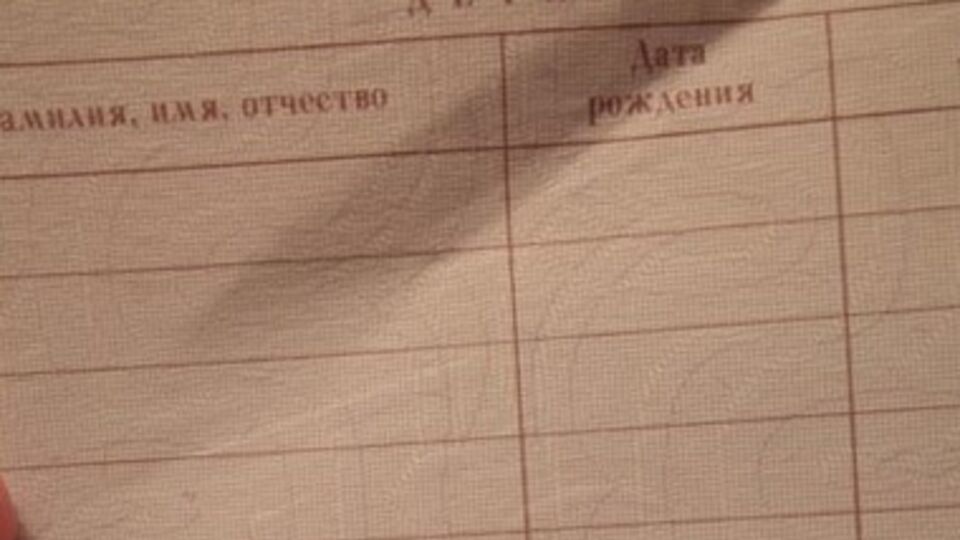 амилия, имя, отчество
Дата
рождения